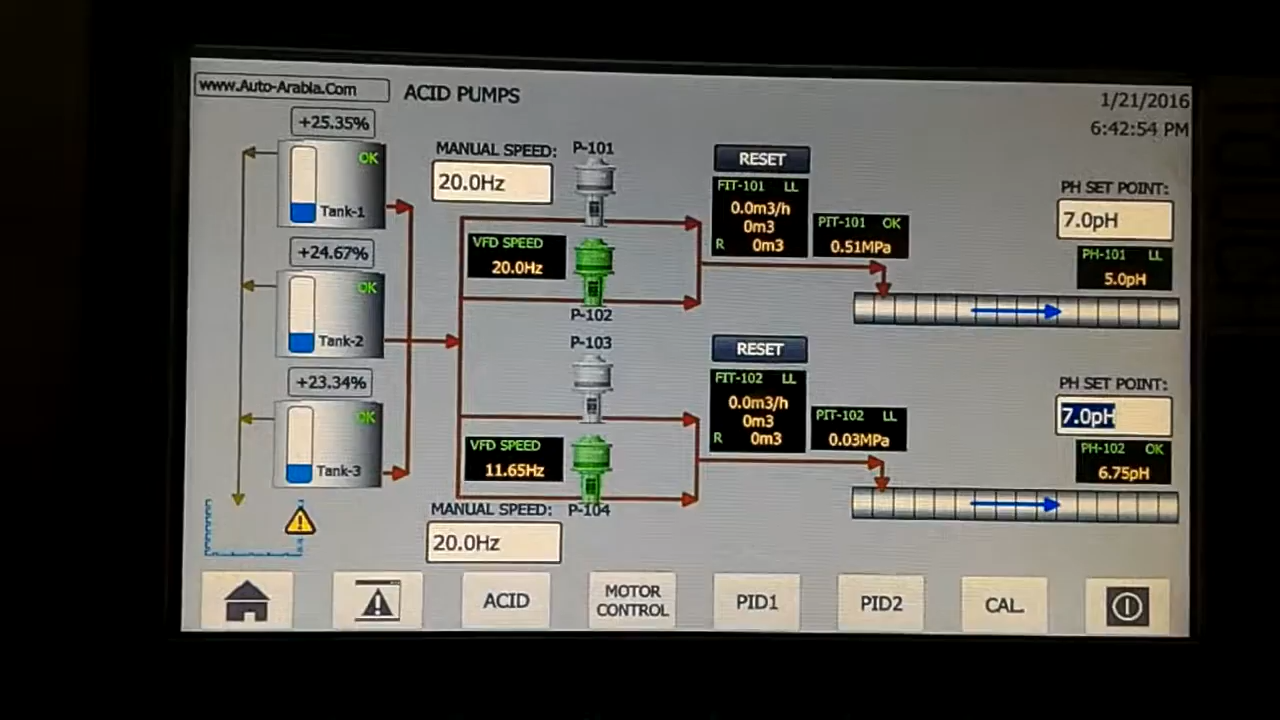 www.Auto-Arabia.Com
ACID PUMPS
1/21/2016
6:42:54 PM
+25.35%
OK
Tank-1
+24.67%
OK
Tank-2
+23.34%
OK
Tank-3
MANUAL SPEED:
20.0Hz
P-101
VFD SPEED
20.0Hz
P-102
P-103
VFD SPEED
11.65Hz
P-104
MANUAL SPEED:
20.0Hz
RESET
FIT-101 LL
0.0m3/h
0m3
R 0m3
PIT-101 OK
0.51MPa
PH SET POINT:
7.0pH
PH-101 LL
5.0pH
RESET
FIT-102 LL
0.0m3/h
0m3
R 0m3
PIT-102 LL
0.03MPa
PH SET POINT:
7.0pH
PH-102 OK
6.75pH
ACID
MOTOR
CONTROL
PID1
PID2
CAL.